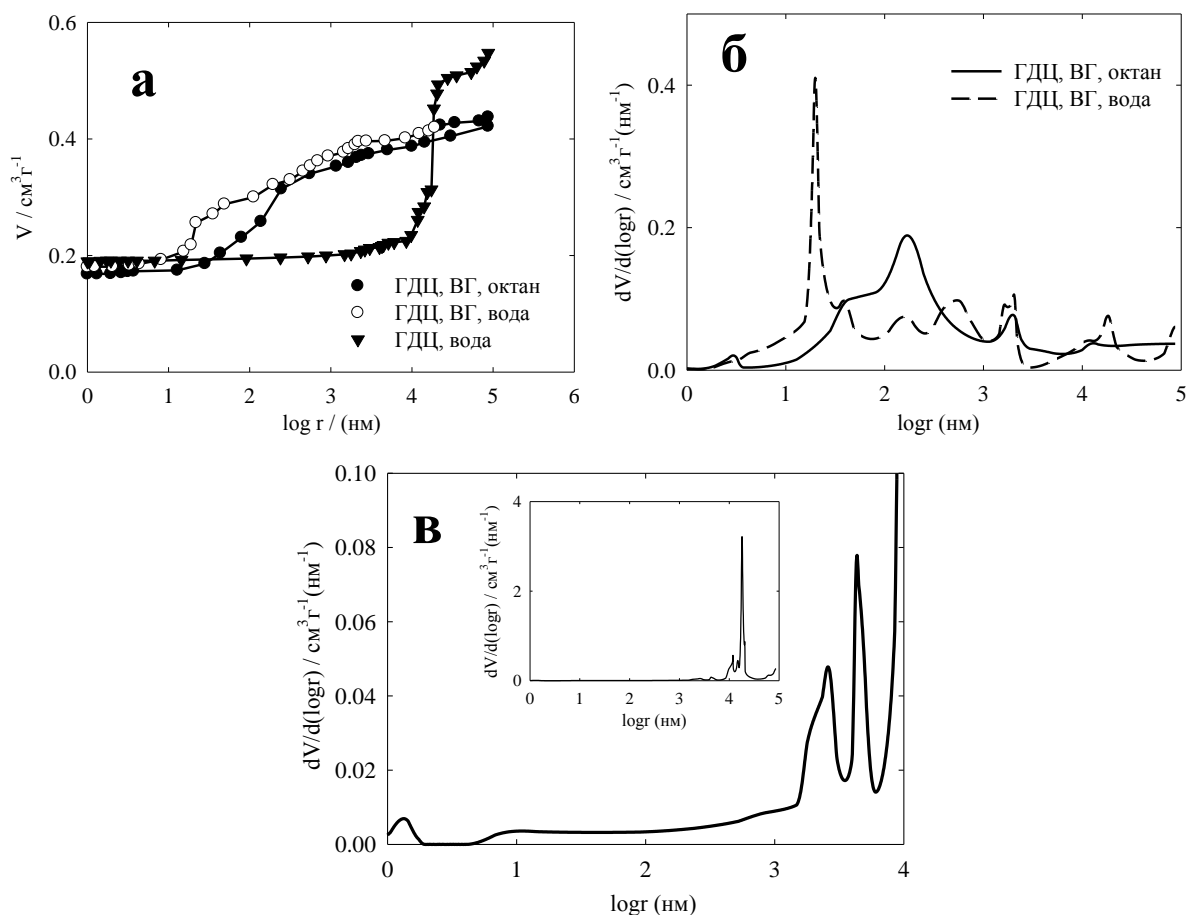 а
V / см³г⁻¹
0.6
0.4
0.2
0.0
0 1 2 3 4 5 6
log r / (нм)
ГДЦ, ВГ, октан
ГДЦ, ВГ, вода
ГДЦ, вода
б
dV/d(logr) / см³г⁻¹(нм⁻¹)
0.4
0.2
0.0
0 1 2 3 4 5
logr (нм)
ГДЦ, ВГ, октан
ГДЦ, ВГ, вода
в
dV/d(logr) / см³г⁻¹(нм⁻¹)
0.10
0.08
0.06
0.04
0.02
0.00
0 1 2 3 4
logr (нм)
dV/d(logr) / см³г⁻¹(нм⁻¹)
4
2
0
0 1 2 3 4 5
logr (нм)